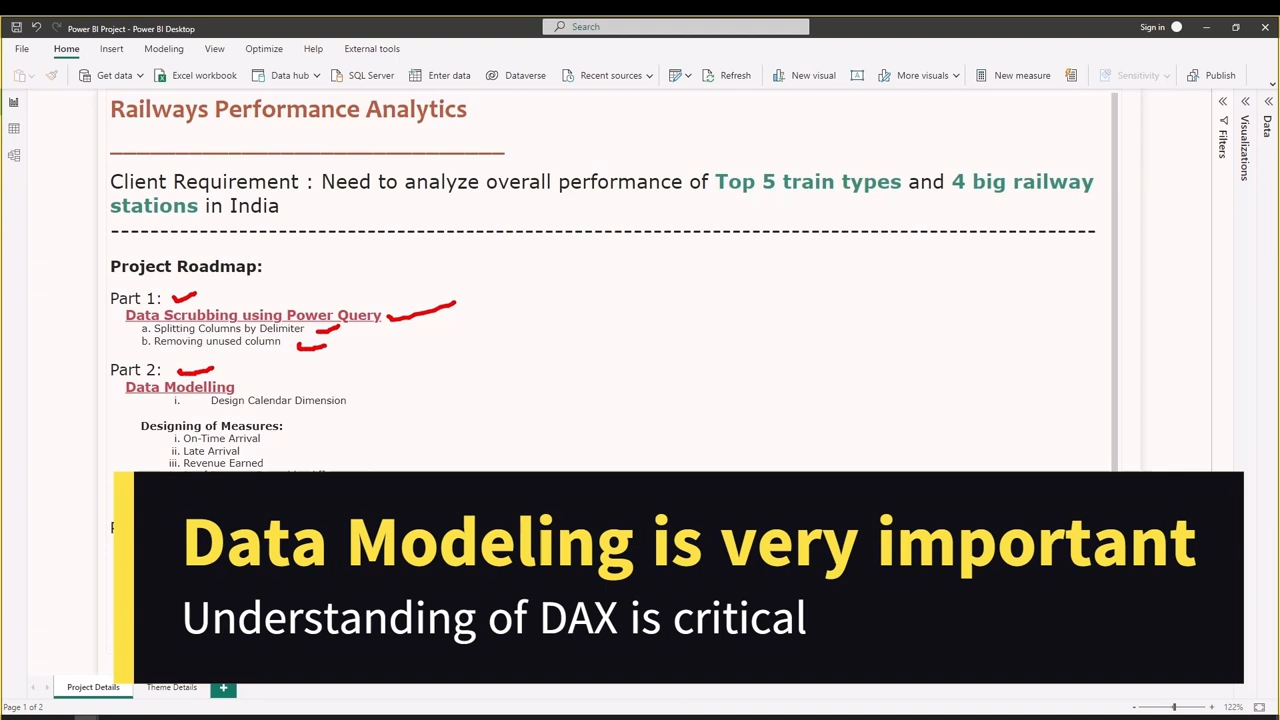 Power BI Project - Power BI Desktop
Search
Sign in
File Home Insert Modeling View Optimize Help External tools
Get data Excel workbook Data hub SQL Server Enter data Dataverse Recent sources Refresh New visual More visuals New measure Sensitivity Publish
Railways Performance Analytics
Client Requirement : Need to analyze overall performance of Top 5 train types and 4 big railway
stations in India
Project Roadmap:
Part 1:
Data Scrubbing using Power Query
a. Splitting Columns by Delimiter
b. Removing unused column
Part 2:
Data Modelling
i. Design Calendar Dimension
Designing of Measures:
i. On-Time Arrival
ii. Late Arrival
iii. Revenue Earned
Data Modeling is very important
Understanding of DAX is critical
Filters
Visualizations
Data
Project Details Theme Details +
Page 1 of 2
- + 122%